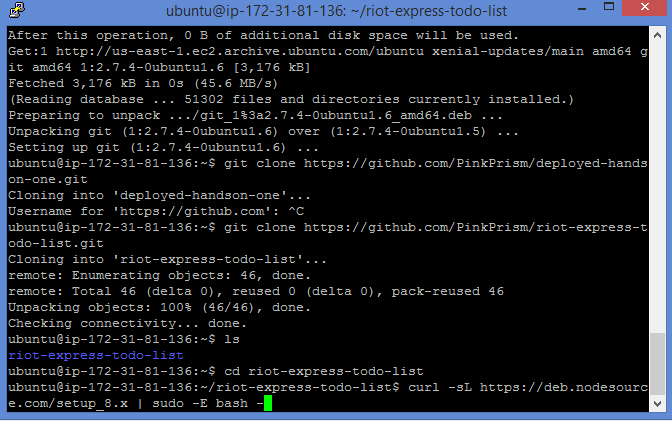 ubuntu@ip-172-31-81-136: ~/riot-express-todo-list
After this operation, 0 B of additional disk space will be used.
Get:1 http://us-east-1.ec2.archive.ubuntu.com/ubuntu xenial-updates/main amd64 g
it amd64 1:2.7.4-0ubuntu1.6 [3,176 kB]
Fetched 3,176 kB in 0s (45.6 MB/s)
(Reading database ... 51302 files and directories currently installed.)
Preparing to unpack .../git_1%3a2.7.4-0ubuntu1.6_amd64.deb ...
Unpacking git (1:2.7.4-0ubuntu1.6) over (1:2.7.4-0ubuntu1.5) ...
Setting up git (1:2.7.4-0ubuntu1.6) ...
ubuntu@ip-172-31-81-136:~$ git clone https://github.com/PinkPrism/deployed-hands
on-one.git
Cloning into 'deployed-handson-one'...
Username for 'https://github.com': ^C
ubuntu@ip-172-31-81-136:~$ git clone https://github.com/PinkPrism/riot-express-t
odo-list.git
Cloning into 'riot-express-todo-list'...
remote: Enumerating objects: 46, done.
remote: Total 46 (delta 0), reused 0 (delta 0), pack-reused 46
Unpacking objects: 100% (46/46), done.
Checking connectivity... done.
ubuntu@ip-172-31-81-136:~$ ls
riot-express-todo-list
ubuntu@ip-172-31-81-136:~$ cd riot-express-todo-list
ubuntu@ip-172-31-81-136:~/riot-express-todo-list$ curl -sL https://deb.nodesourc
e.com/setup_8.x | sudo -E bash -